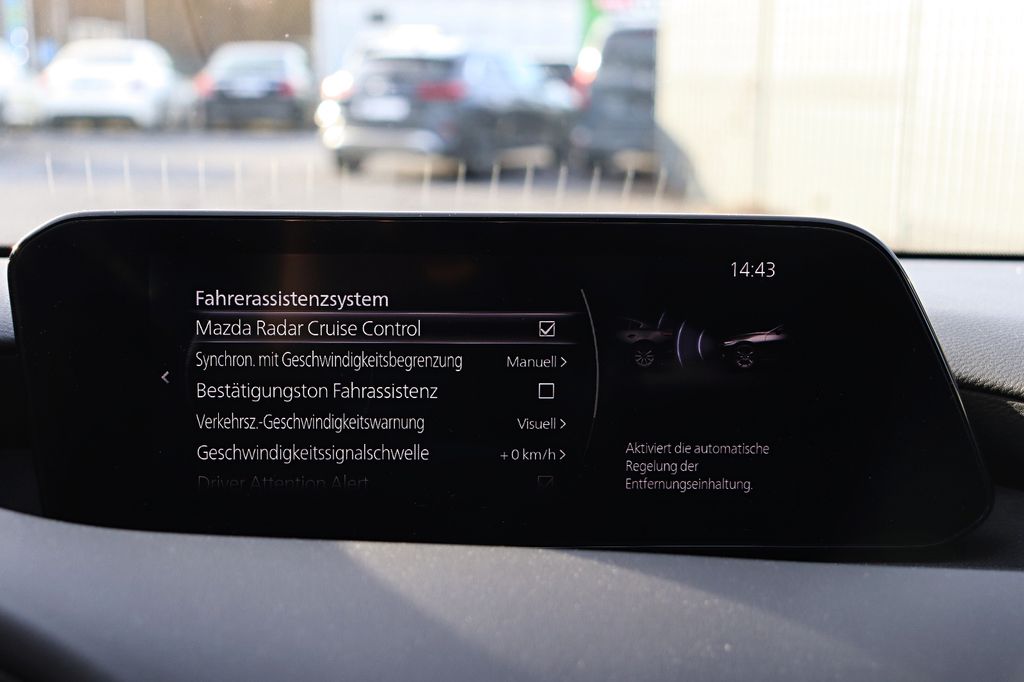 14:43
Fahrerassistenzsystem
Mazda Radar Cruise Control
Synchron. mit Geschwindigkeitsbegrenzung Manuell >
Bestätigungston Fahrassistenz
Verkehrsz.-Geschwindigkeitswarnung Visuell >
Geschwindigkeitssignalschwelle +0 km/h >
Driver Attention Alert
Aktiviert die automatische
Regelung der
Entfernungseinhaltung.